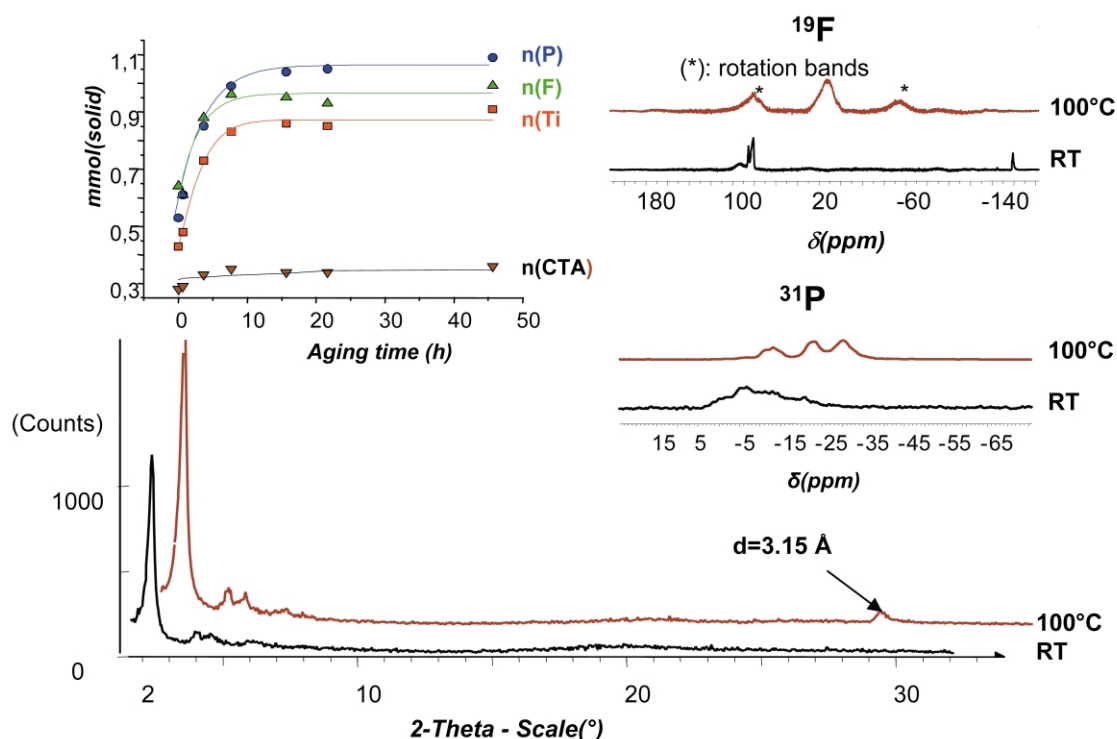 1,1
0,9
0,7
0,5
0,3
mmol(solid)
n(P)
n(F)
n(Ti
n(CTA)
0 10 20 30 40 50
Aging time (h)
¹⁹F
(*): rotation bands
*
*
100°C
RT
180 100 20 -60 -140
δ(ppm)
³¹P
100°C
RT
15 5 -5 -15 -25 -35 -45 -55 -65
δ(ppm)
(Counts)
1000
0
d=3.15 Å
100°C
RT
2 10 20 30
2-Theta - Scale(°)